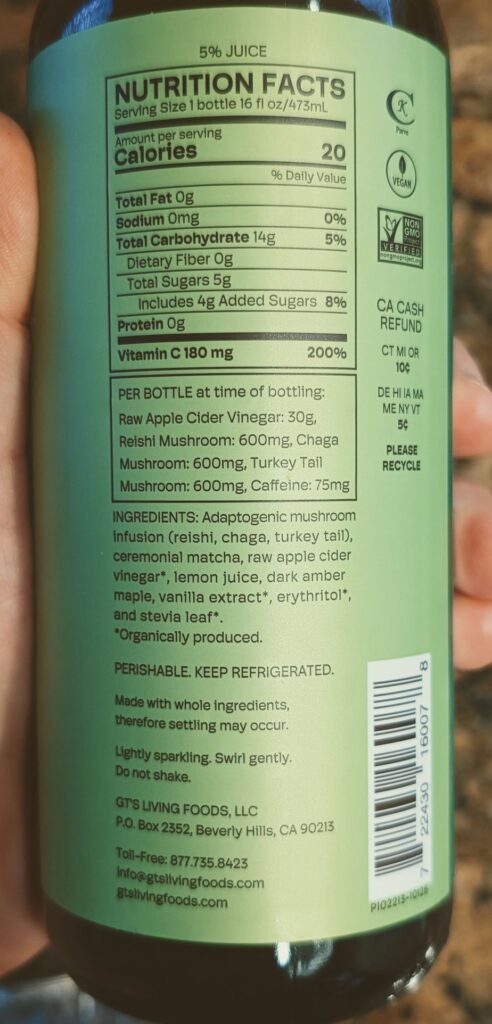 5% JUICE
NUTRITION FACTS
Serving Size 1 bottle 16 fl oz/473mL
Amount per serving
Calories 20
% Daily Value
Total Fat 0g
Sodium 0mg 0%
Total Carbohydrate 14g 5%
Dietary Fiber 0g
Total Sugars 5g
Includes 4g Added Sugars 8%
Protein 0g
Vitamin C 180 mg 200%
PER BOTTLE at time of bottling:
Raw Apple Cider Vinegar: 30g,
Reishi Mushroom: 600mg, Chaga
Mushroom: 600mg, Turkey Tail
Mushroom: 600mg, Caffeine: 75mg
INGREDIENTS: Adaptogenic mushroom
infusion (reishi, chaga, turkey tail),
ceremonial matcha, raw apple cider
vinegar*, lemon juice, dark amber
maple, vanilla extract*, erythritol*,
and stevia leaf*.
*Organically produced.
PERISHABLE. KEEP REFRIGERATED.
Made with whole ingredients,
therefore settling may occur.
Lightly sparkling. Swirl gently.
Do not shake.
GT'S LIVING FOODS, LLC
P.O. Box 2352, Beverly Hills, CA 90213
Toll-Free: 877.735.8423
info@gtslivingfoods.com
gtslivingfoods.com
K
Parve
VEGAN
NON
GMO
Project
VERIFIED
nongmoproject.org
CA CASH
REFUND
CT MI OR
10¢
DE HI IA MA
ME NY VT
5¢
PLEASE
RECYCLE
7 22430 16007 8
PI02213-10126